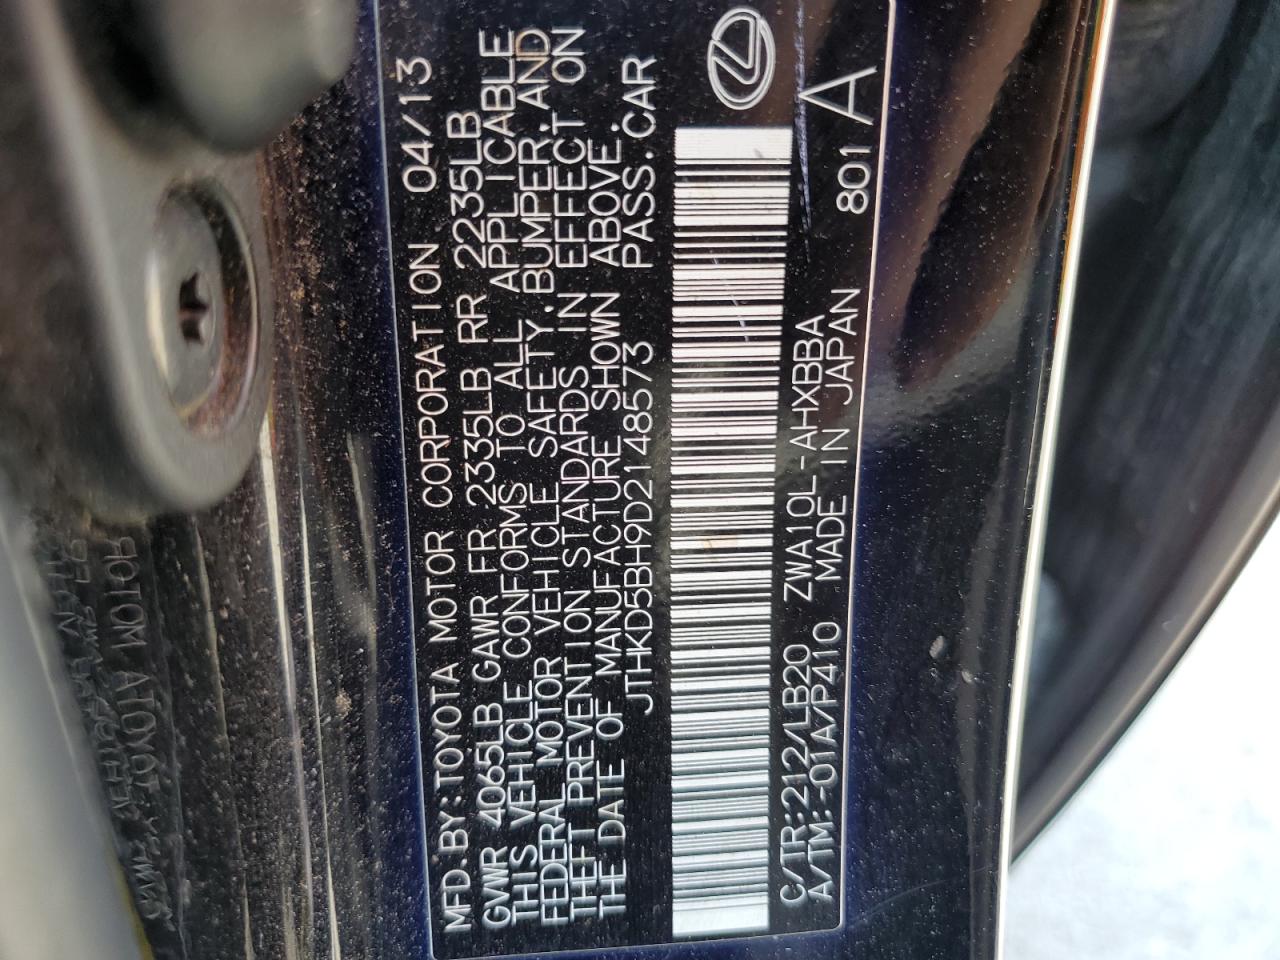 MFD.BY:TOYOTA MOTOR CORPORATION 04/13
GVWR 4065LB GAWR FR 2335LB RR 2235LB
THIS VEHICLE CONFORMS TO ALL APPLICABLE
FEDERAL MOTOR VEHICLE SAFETY,BUMPER,AND
THEFT PREVENTION STANDARDS IN EFFECT ON
THE DATE OF MANUFACTURE SHOWN ABOVE.
JTHKD5BH9D2148573 PASS.CAR
C/TR:212/LB20 ZWA10L-AHXBBA
A/TM:-01A/P410 MADE IN JAPAN 801 A